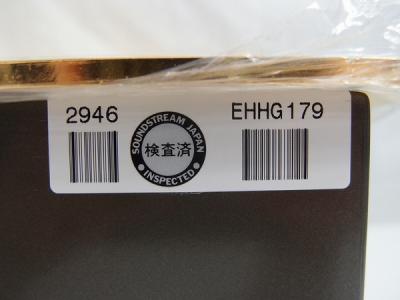 2946
SOUNDSTREAM JAPAN
検査済
• INSPECTED •
EHHG179